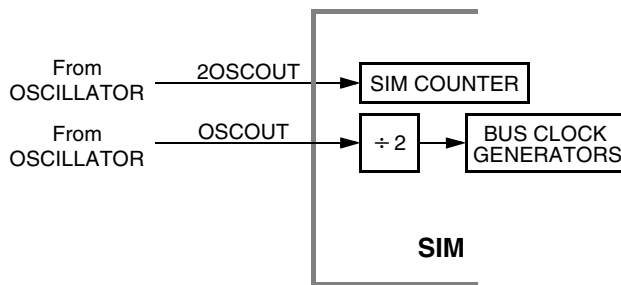 From
OSCILLATOR
2OSCOUT
SIM COUNTER
From
OSCILLATOR
OSCOUT
÷ 2
BUS CLOCK
GENERATORS
SIM